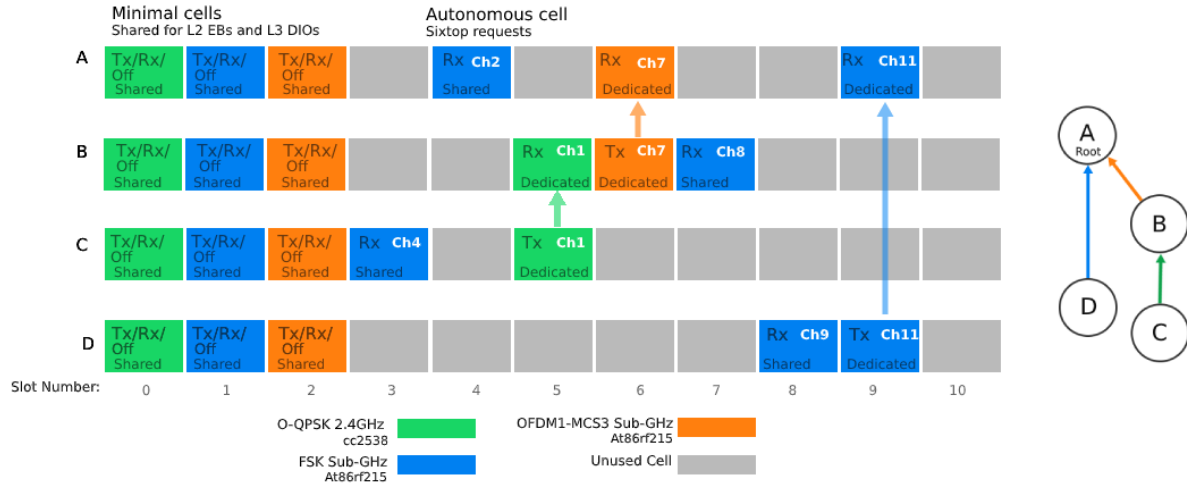 Minimal cells
Shared for L2 EBs and L3 DIOs
Autonomous cell
Sixtop requests
A
Tx/Rx/
Off
Shared
Tx/Rx/
Off
Shared
Tx/Rx/
Off
Shared
Rx Ch2
Shared
Rx Ch7
Dedicated
Rx Ch11
Dedicated
B
Tx/Rx/
Off
Shared
Tx/Rx/
Off
Shared
Tx/Rx/
Off
Shared
Rx Ch1
Dedicated
Tx Ch7
Dedicated
Rx Ch8
Shared
C
Tx/Rx/
Off
Shared
Tx/Rx/
Off
Shared
Tx/Rx/
Off
Shared
Rx Ch4
Shared
Tx Ch1
Dedicated
D
Tx/Rx/
Off
Shared
Tx/Rx/
Off
Shared
Tx/Rx/
Off
Shared
Rx Ch9
Shared
Tx Ch11
Dedicated
Slot Number: 0 1 2 3 4 5 6 7 8 9 10
O-QPSK 2.4GHz
cc2538
FSK Sub-GHz
At86rf215
OFDM1-MCS3 Sub-GHz
At86rf215
Unused Cell
A
Root
B
D
C